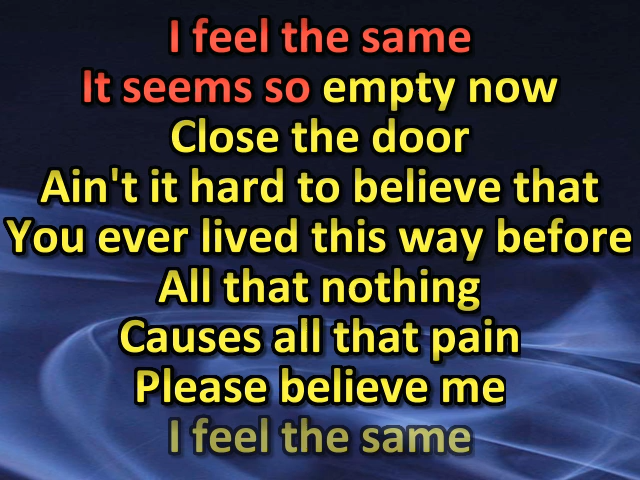 I feel the same
It seems so empty now
Close the door
Ain't it hard to believe that
You ever lived this way before
All that nothing
Causes all that pain
Please believe me
I feel the same